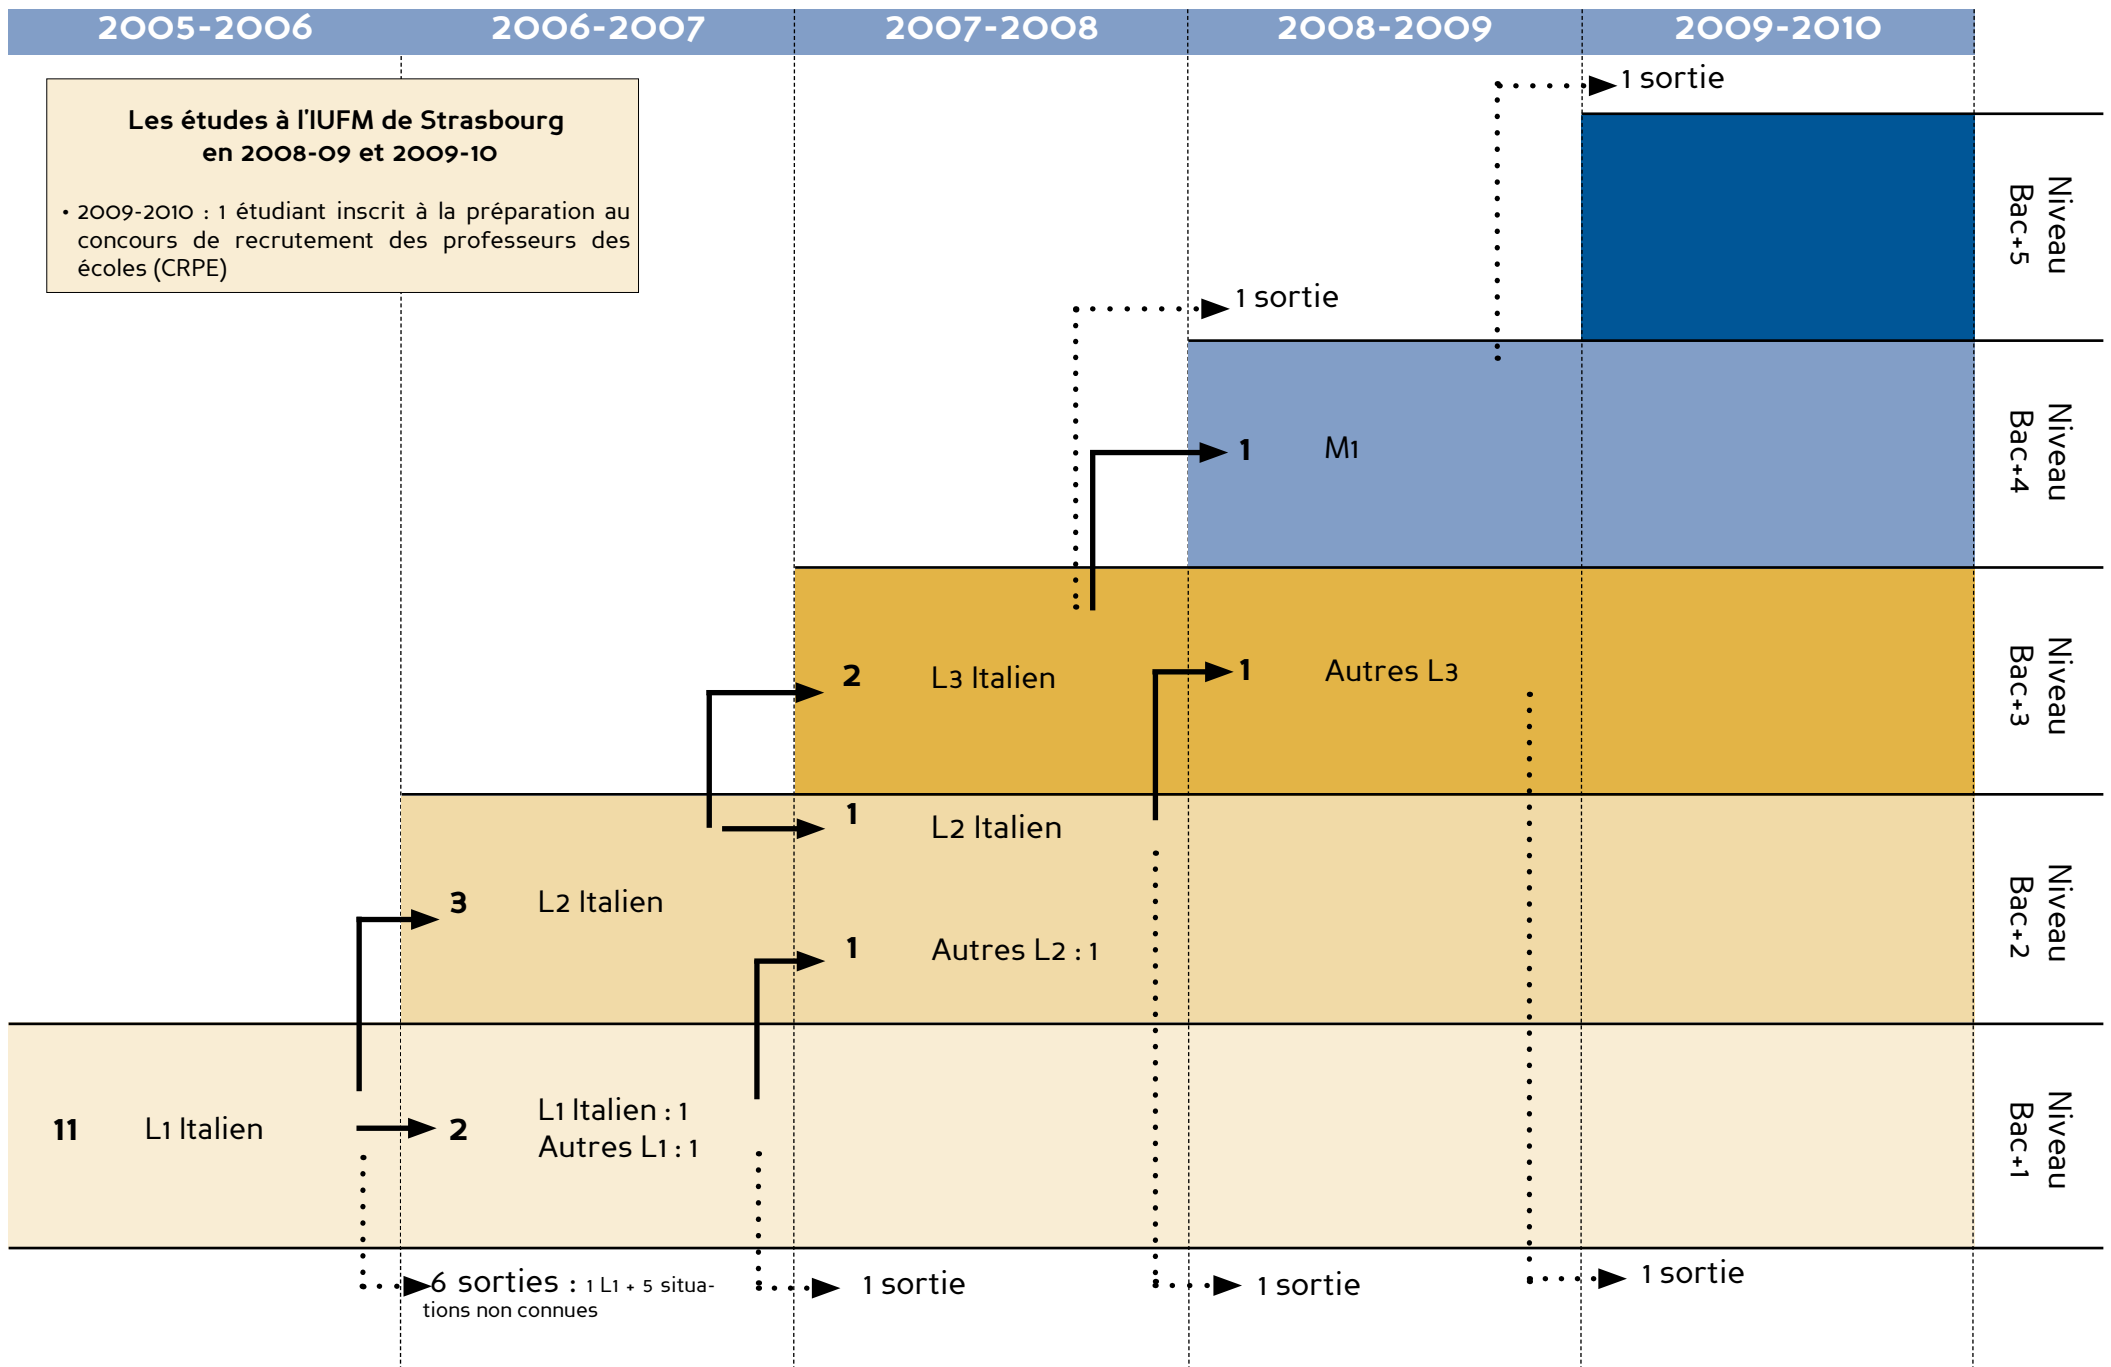 2005-2006 2006-2007 2007-2008 2008-2009 2009-2010
1 sortie
Les études à l'IUFM de Strasbourg
en 2008-09 et 2009-10
• 2009-2010 : 1 étudiant inscrit à la préparation au
concours de recrutement des professeurs des
écoles (CRPE)
Niveau
Bac+5
1 sortie
1 M1
Niveau
Bac+4
2 L3 Italien
1 Autres L3
Niveau
Bac+3
1 L2 Italien
3 L2 Italien
1 Autres L2 : 1
Niveau
Bac+2
11 L1 Italien
2 L1 Italien : 1
Autres L1 : 1
Niveau
Bac+1
6 sorties : 1 L1 + 5 situa-
tions non connues
1 sortie
1 sortie
1 sortie